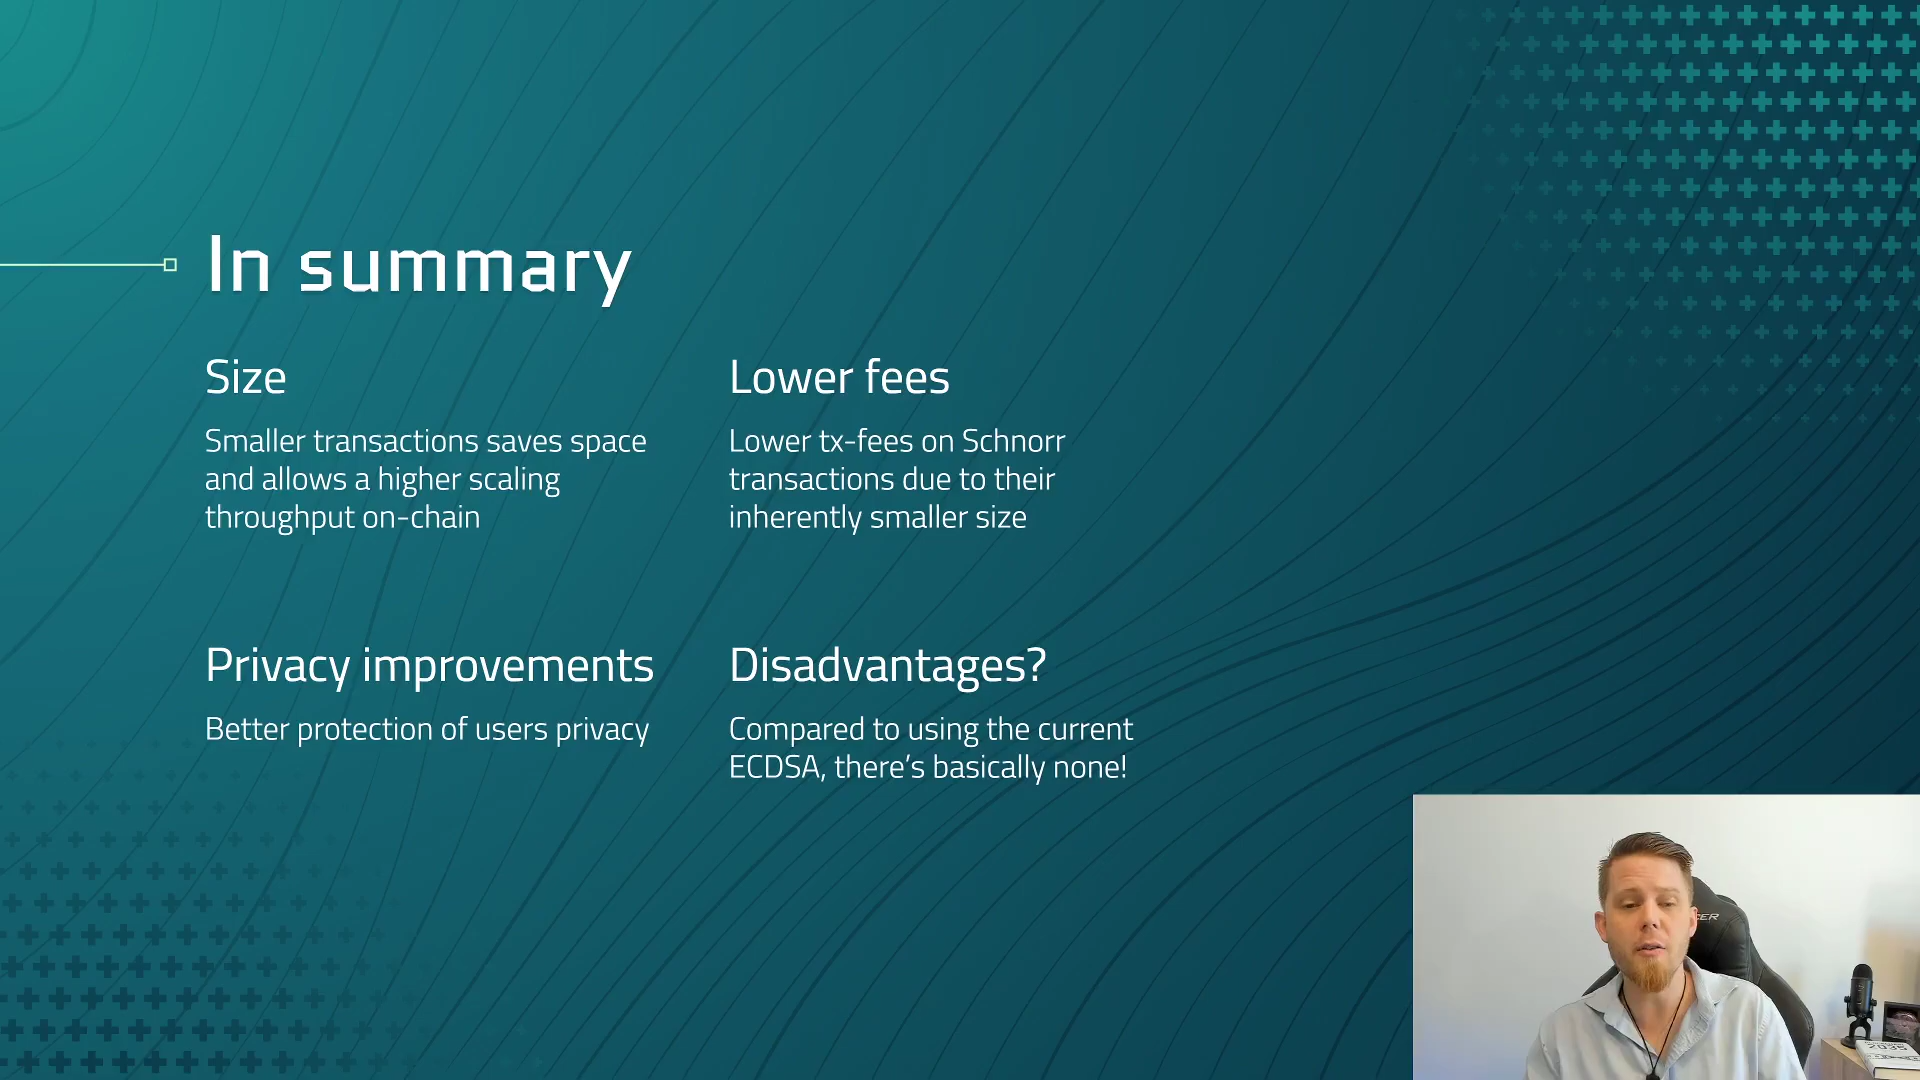 In summary
Size
Smaller transactions saves space
and allows a higher scaling
throughput on-chain
Lower fees
Lower tx-fees on Schnorr
transactions due to their
inherently smaller size
Privacy improvements
Better protection of users privacy
Disadvantages?
Compared to using the current
ECDSA, there's basically none!